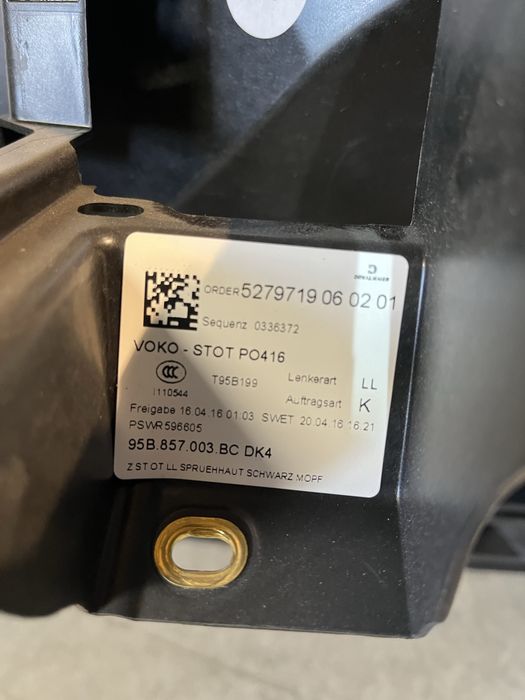 ORDER 5279719 06 02 01
Sequenz 0336372
VOKO - STOT PO416
CCC
I110544
T95B199
Lenkerart LL
Auftragsart K
Freigabe 16.04.16 01:03 SWET 20.04.16 16.21
PSWR 596605
95B.857.003.BC DK4
Z ST OT LL SPRUEHHAUT SCHWARZ MOPF